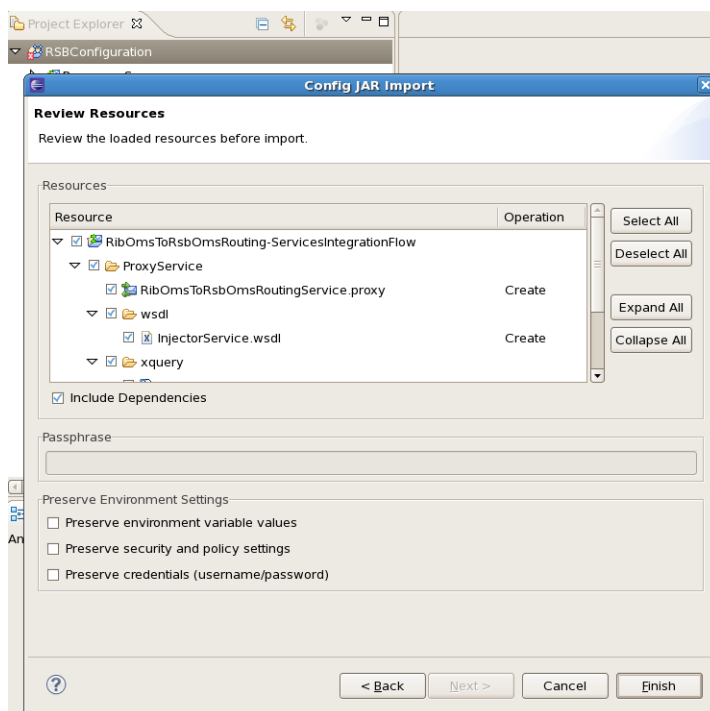 Project Explorer
RSBConfiguration
Config JAR Import
Review Resources
Review the loaded resources before import.
Resources
Resource Operation
RibOmsToRsbOmsRouting-ServicesIntegrationFlow
ProxyService
RibOmsToRsbOmsRoutingService.proxy Create
wsdl
InjectorService.wsdl Create
xquery
Select All
Deselect All
Expand All
Collapse All
Include Dependencies
Passphrase
Preserve Environment Settings
Preserve environment variable values
An
Preserve security and policy settings
Preserve credentials (username/password)
?
< Back Next > Cancel Finish